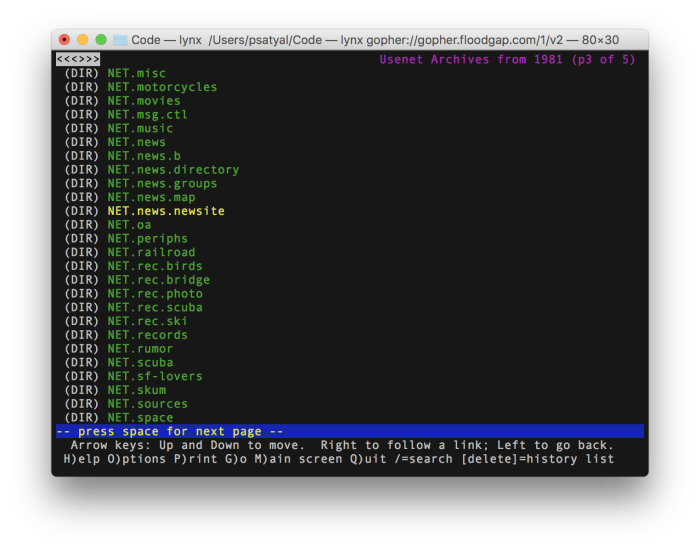 Code — lynx /Users/psatyal/Code — lynx gopher://gopher.floodgap.com/1/v2 — 80×30
<<<>>> Usenet Archives from 1981 (p3 of 5)
(DIR) NET.misc
(DIR) NET.motorcycles
(DIR) NET.movies
(DIR) NET.msg.ctl
(DIR) NET.music
(DIR) NET.news
(DIR) NET.news.b
(DIR) NET.news.directory
(DIR) NET.news.groups
(DIR) NET.news.map
(DIR) NET.news.newsite
(DIR) NET.oa
(DIR) NET.periphs
(DIR) NET.railroad
(DIR) NET.rec.birds
(DIR) NET.rec.bridge
(DIR) NET.rec.photo
(DIR) NET.rec.scuba
(DIR) NET.rec.ski
(DIR) NET.records
(DIR) NET.rumor
(DIR) NET.scuba
(DIR) NET.sf-lovers
(DIR) NET.skum
(DIR) NET.sources
(DIR) NET.space
-- press space for next page --
Arrow keys: Up and Down to move. Right to follow a link; Left to go back.
H)elp O)ptions P)rint G)o M)ain screen Q)uit /=search [delete]=history list